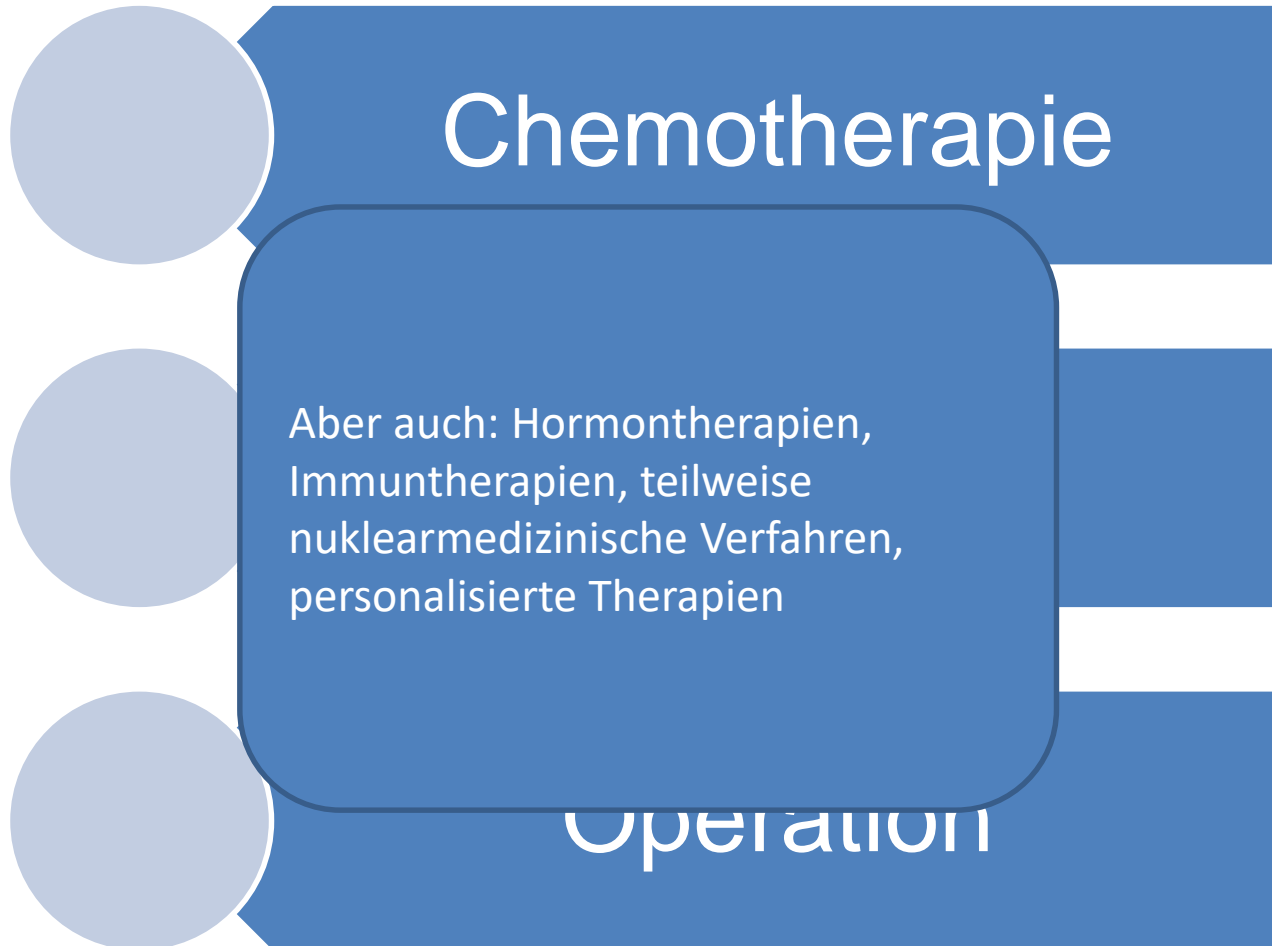 Chemotherapie
Aber auch: Hormontherapien,
Immuntherapien, teilweise
nuklearmedizinische Verfahren,
personalisierte Therapien
Operation